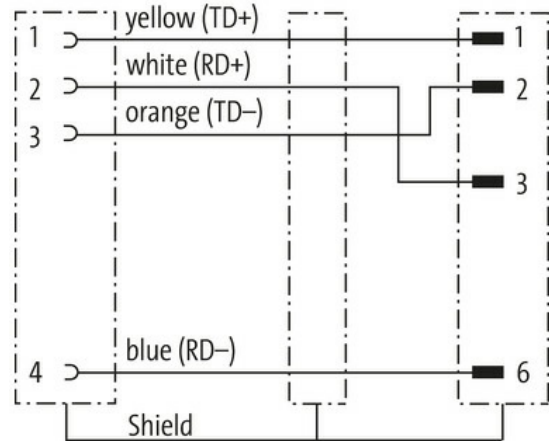 1 yellow (TD+) 1
2 white (RD+) 2
3 orange (TD–)
3
4 blue (RD–) 6
Shield